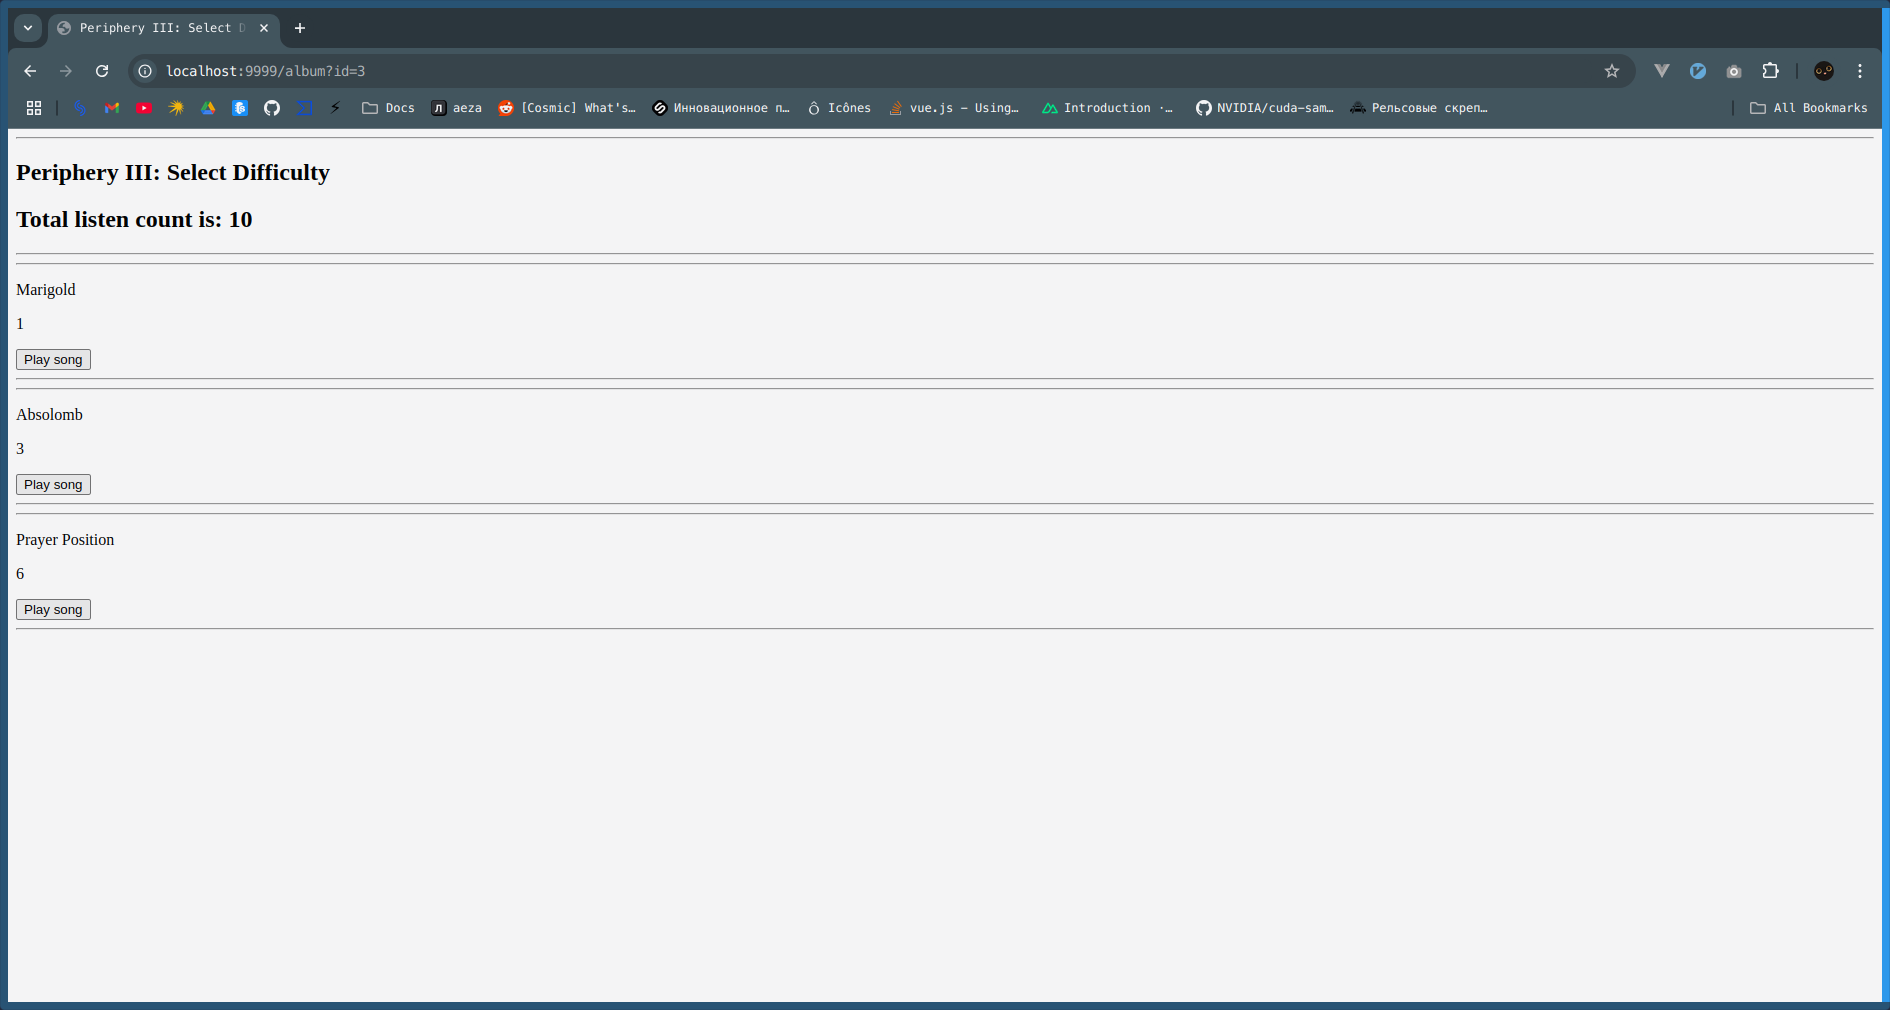 Periphery III: Select D
localhost:9999/album?id=3
Docs
aeza
[Cosmic] What's…
Инновационное п…
Icônes
vue.js - Using…
Introduction ·…
NVIDIA/cuda-sam…
Рельсовые скреп…
All Bookmarks
Periphery III: Select Difficulty
Total listen count is: 10
Marigold
1
Play song
Absolomb
3
Play song
Prayer Position
6
Play song